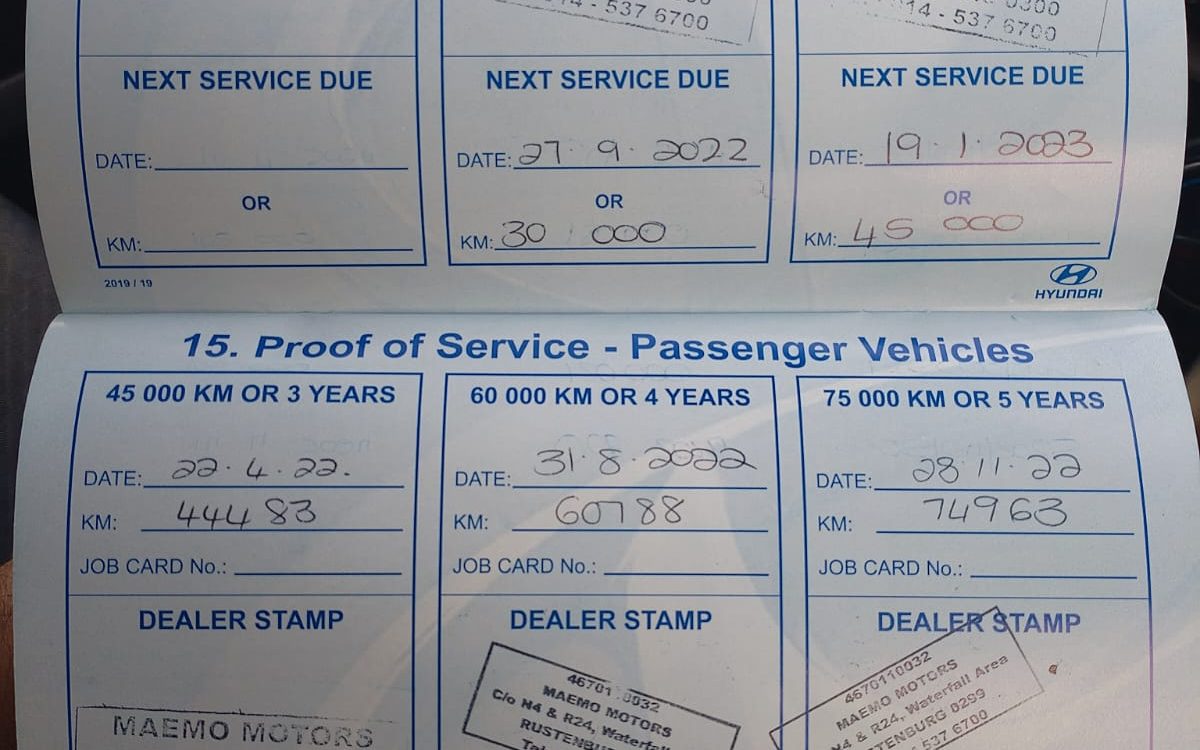 14 - 537 6700
14 - 537 6700
NEXT SERVICE DUE
DATE:
OR
KM:
NEXT SERVICE DUE
DATE: 27 · 9 · 2022
OR
KM: 30 000
NEXT SERVICE DUE
DATE: 19 · 1 · 2023
OR
KM: 45 000
2019 / 19
HYUNDAI
15. Proof of Service - Passenger Vehicles
45 000 KM OR 3 YEARS
DATE: 22 · 4 · 22.
KM: 44483
JOB CARD No.:
DEALER STAMP
MAEMO MOTORS
60 000 KM OR 4 YEARS
DATE: 31 · 8 · 2022
KM: 60788
JOB CARD No.:
DEALER STAMP
MAEMO MOTORS
C/o N4 & R24, Waterfall
75 000 KM OR 5 YEARS
DATE: 28 11 · 22
KM: 74963
JOB CARD No.:
DEALER STAMP
4670110032
MAEMO MOTORS
N4 & R24, Waterfall Area
TENBURG 0299
537 6700